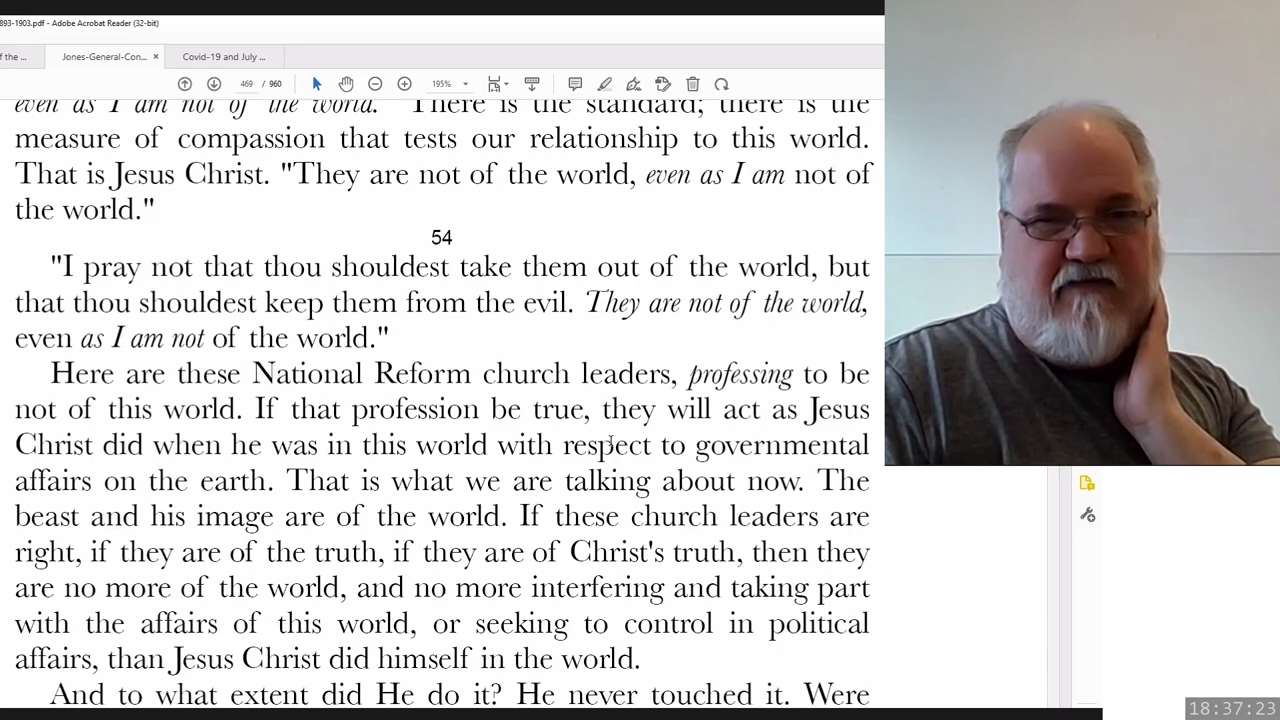 893-1903.pdf - Adobe Acrobat Reader (32-bit)
f the ...
Jones-General-Con... ×
Covid-19 and July ...
469 / 960
195%
even as I am not of the world." There is the standard; there is the
measure of compassion that tests our relationship to this world.
That is Jesus Christ. "They are not of the world, even as I am not of
the world."
54
"I pray not that thou shouldest take them out of the world, but
that thou shouldest keep them from the evil. They are not of the world,
even as I am not of the world."
Here are these National Reform church leaders, professing to be
not of this world. If that profession be true, they will act as Jesus
Christ did when he was in this world with respect to governmental
affairs on the earth. That is what we are talking about now. The
beast and his image are of the world. If these church leaders are
right, if they are of the truth, if they are of Christ's truth, then they
are no more of the world, and no more interfering and taking part
with the affairs of this world, or seeking to control in political
affairs, than Jesus Christ did himself in the world.
And to what extent did He do it? He never touched it. Were
18:37:23